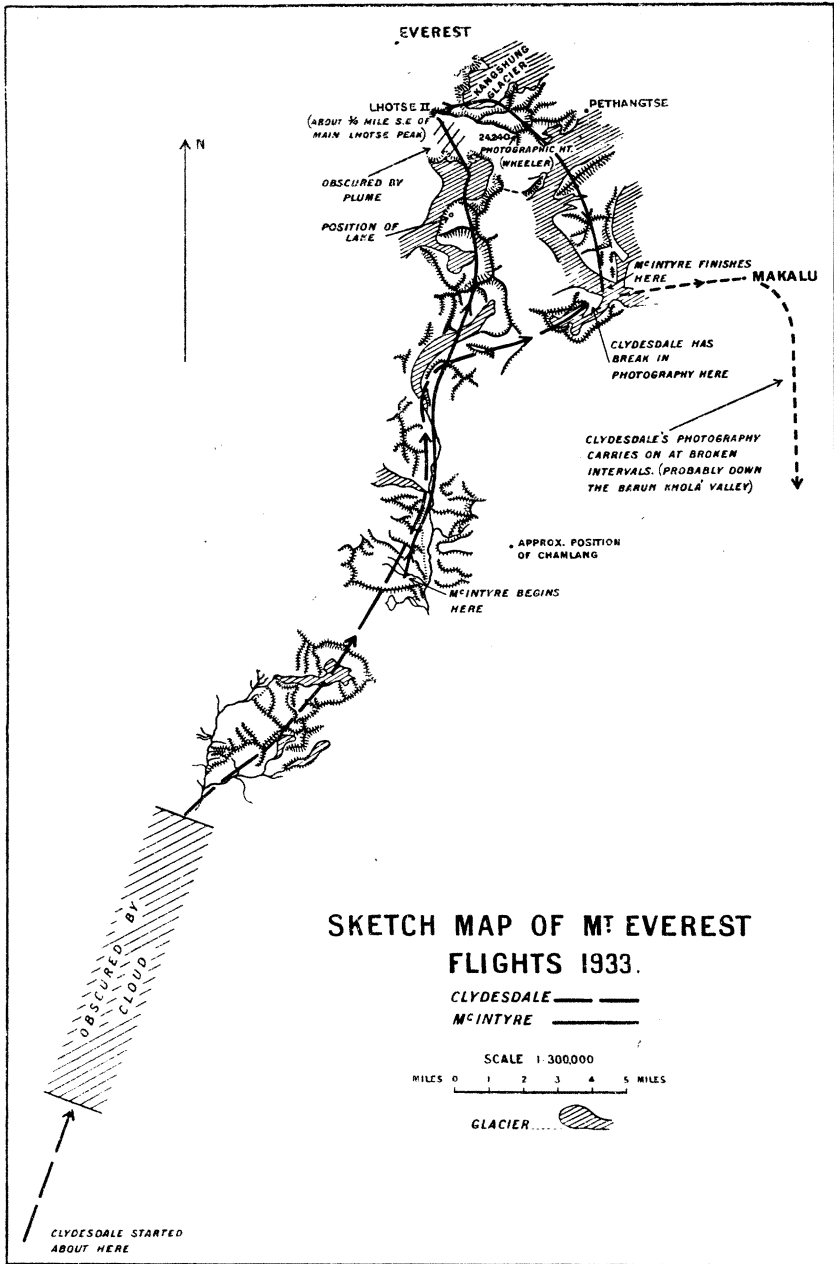 EVEREST
KANGSHUNG
GLACIER
LHOTSE II
(ABOUT ⅔ MILE S.E OF
MAIN LHOTSE PEAK)
PETHANGTSE
24,240
PHOTOGRAPHIC HT.
(WHEELER)
OBSCURED BY
PLUME
POSITION OF
LAKE
N
McINTYRE FINISHES
HERE
MAKALU
CLYDESDALE HAS
BREAK IN
PHOTOGRAPHY HERE
CLYDESDALE'S PHOTOGRAPHY
CARRIES ON AT BROKEN
INTERVALS. (PROBABLY DOWN
THE BARUN KHOLA VALLEY)
APPROX. POSITION
OF CHAMLANG
McINTYRE BEGINS
HERE
OBSCURED BY
CLOUD
SKETCH MAP OF MT EVEREST
FLIGHTS 1933.
CLYDESDALE
McINTYRE
SCALE 1:300,000
MILES 0 1 2 3 4 5 MILES
GLACIER
CLYDESDALE STARTED
ABOUT HERE